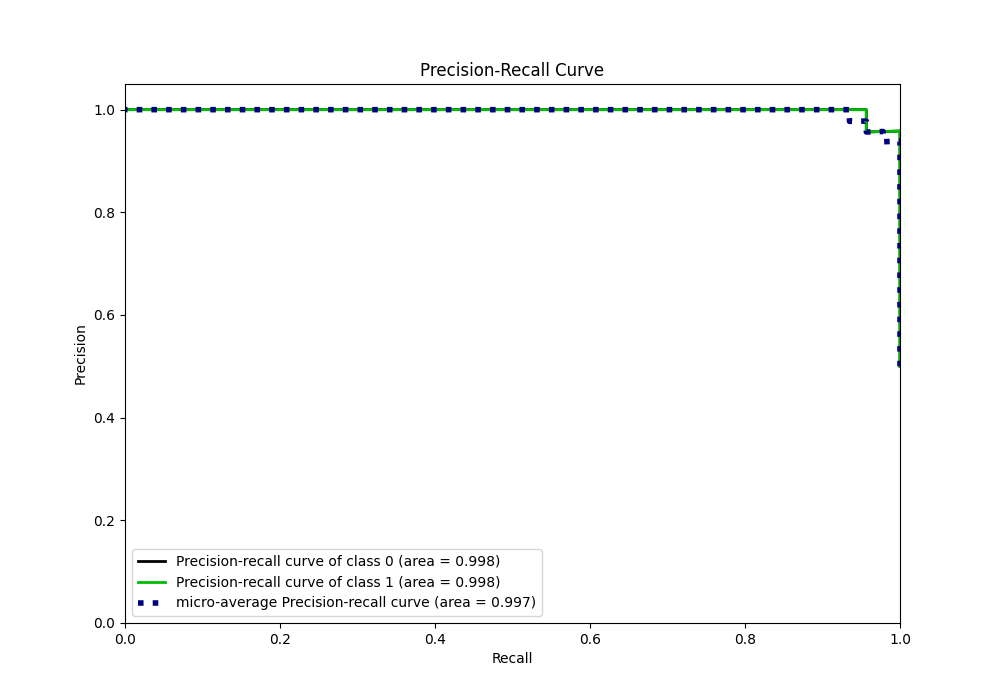 Precision-Recall Curve
1.0
0.8
0.6
0.4
0.2
0.0
Precision
Precision-recall curve of class 0 (area = 0.998)
Precision-recall curve of class 1 (area = 0.998)
micro-average Precision-recall curve (area = 0.997)
0.0 0.2 0.4 0.6 0.8 1.0
Recall